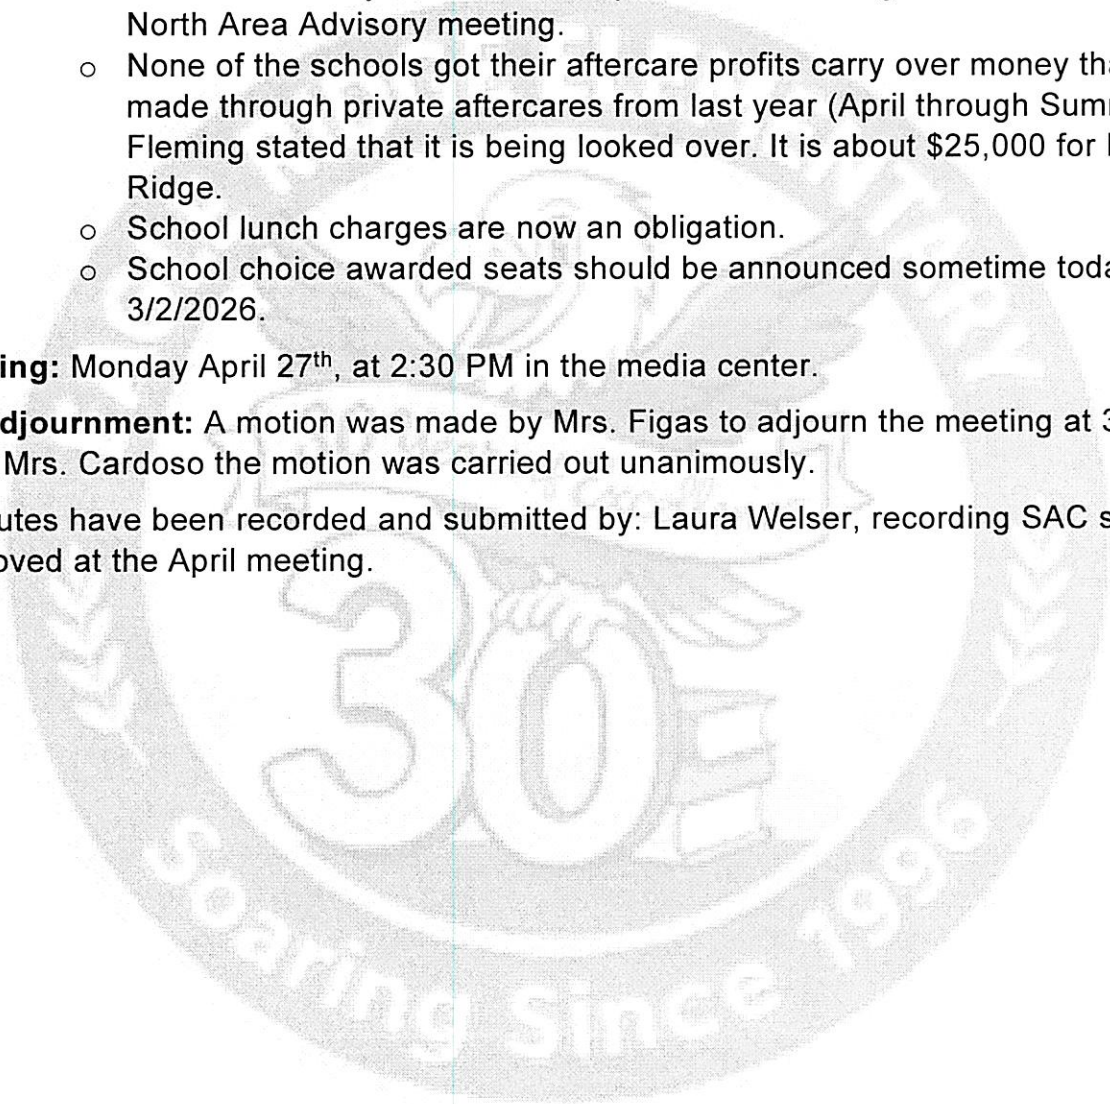 North Area Advisory meeting.
○ None of the schools got their aftercare profits carry over money
made through private aftercares from last year (April through
Fleming stated that it is being looked over. It is about $25,000 for
Ridge.
○ School lunch charges are now an obligation.
○ School choice awarded seats should be announced sometime
3/2/2026.
ing: Monday April 27th, at 2:30 PM in the media center.
djournment: A motion was made by Mrs. Figas to adjourn the meeting at
Mrs. Cardoso the motion was carried out unanimously.
utes have been recorded and submitted by: Laura Welser, recording SAC
oved at the April meeting.
30
Soaring Since 1996